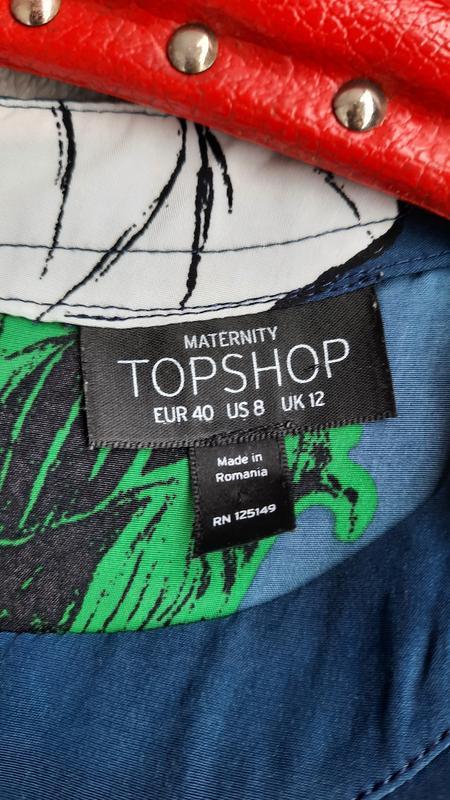 MATERNITY
TOPSHOP
EUR 40 US 8 UK 12
Made in
Romania
RN 125149